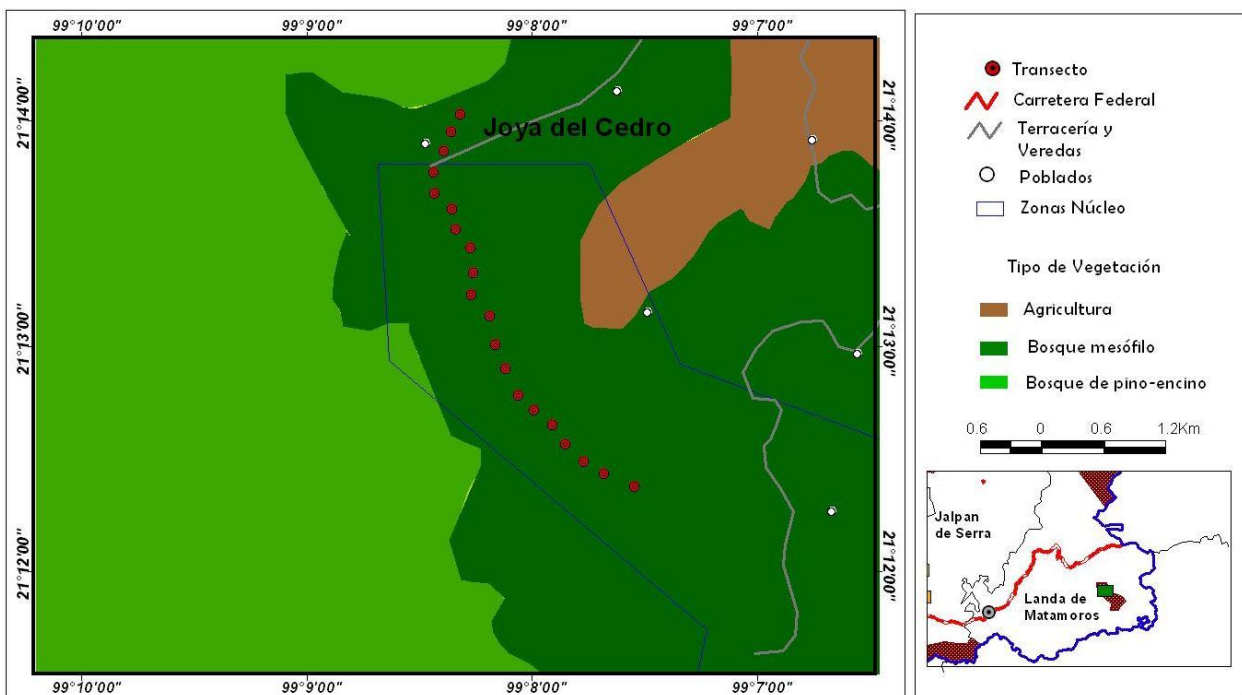 99°10'00" 99°9'00" 99°8'00" 99°7'00"
21°14'00" 21°14'00"
Joya del Cedro
21°13'00" 21°13'00"
21°12'00" 21°12'00"
99°10'00" 99°9'00" 99°8'00" 99°7'00"
Transecto
Carretera Federal
Terracería y
Veredas
Poblados
Zonas Núcleo
Tipo de Vegetación
Agricultura
Bosque mesófilo
Bosque de pino-encino
0.6 0 0.6 1.2Km
Jalpan
de Serra
Landa de
Matamoros